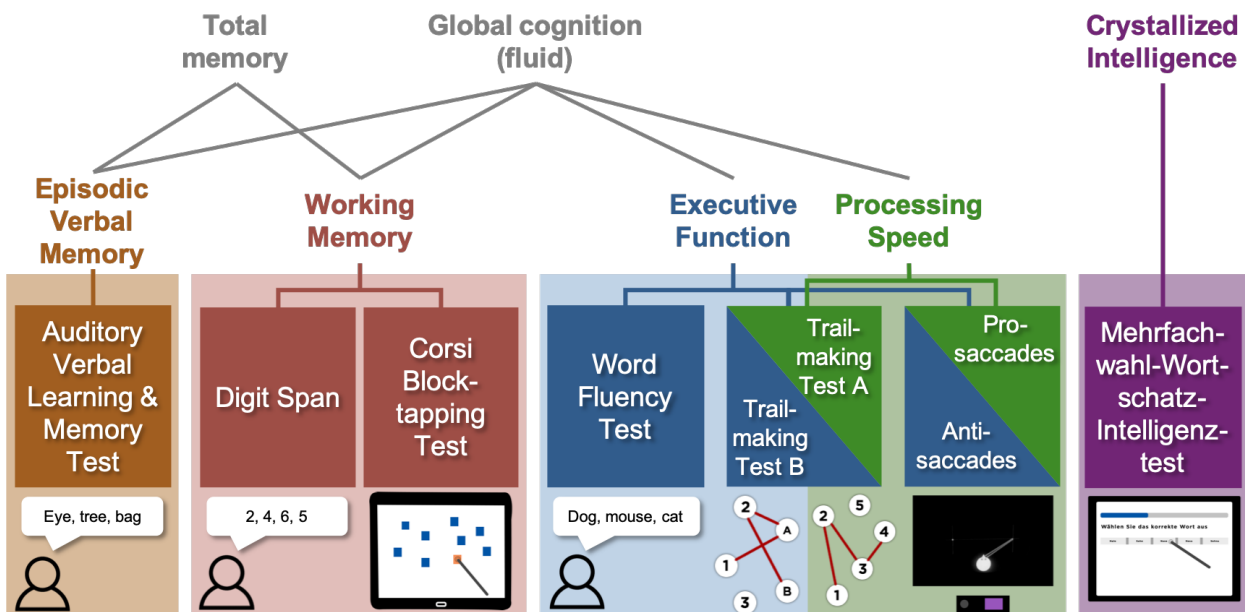 Total
memory
Global cognition
(fluid)
Crystallized
Intelligence
Episodic
Verbal
Memory
Working
Memory
Executive
Function
Processing
Speed
Auditory
Verbal
Learning &
Memory
Test
Digit Span
Corsi
Block-
tapping
Test
Word
Fluency
Test
Trail-
making
Test A
Trail-
making
Test B
Pro-
saccades
Anti-
saccades
Mehrfach-
wahl-Wort-
schatz-
Intelligenz-
test
Eye, tree, bag
2, 4, 6, 5
Dog, mouse, cat
2
A
1
B
3
5
2
4
3
1
Wählen Sie das korrekte Wort aus